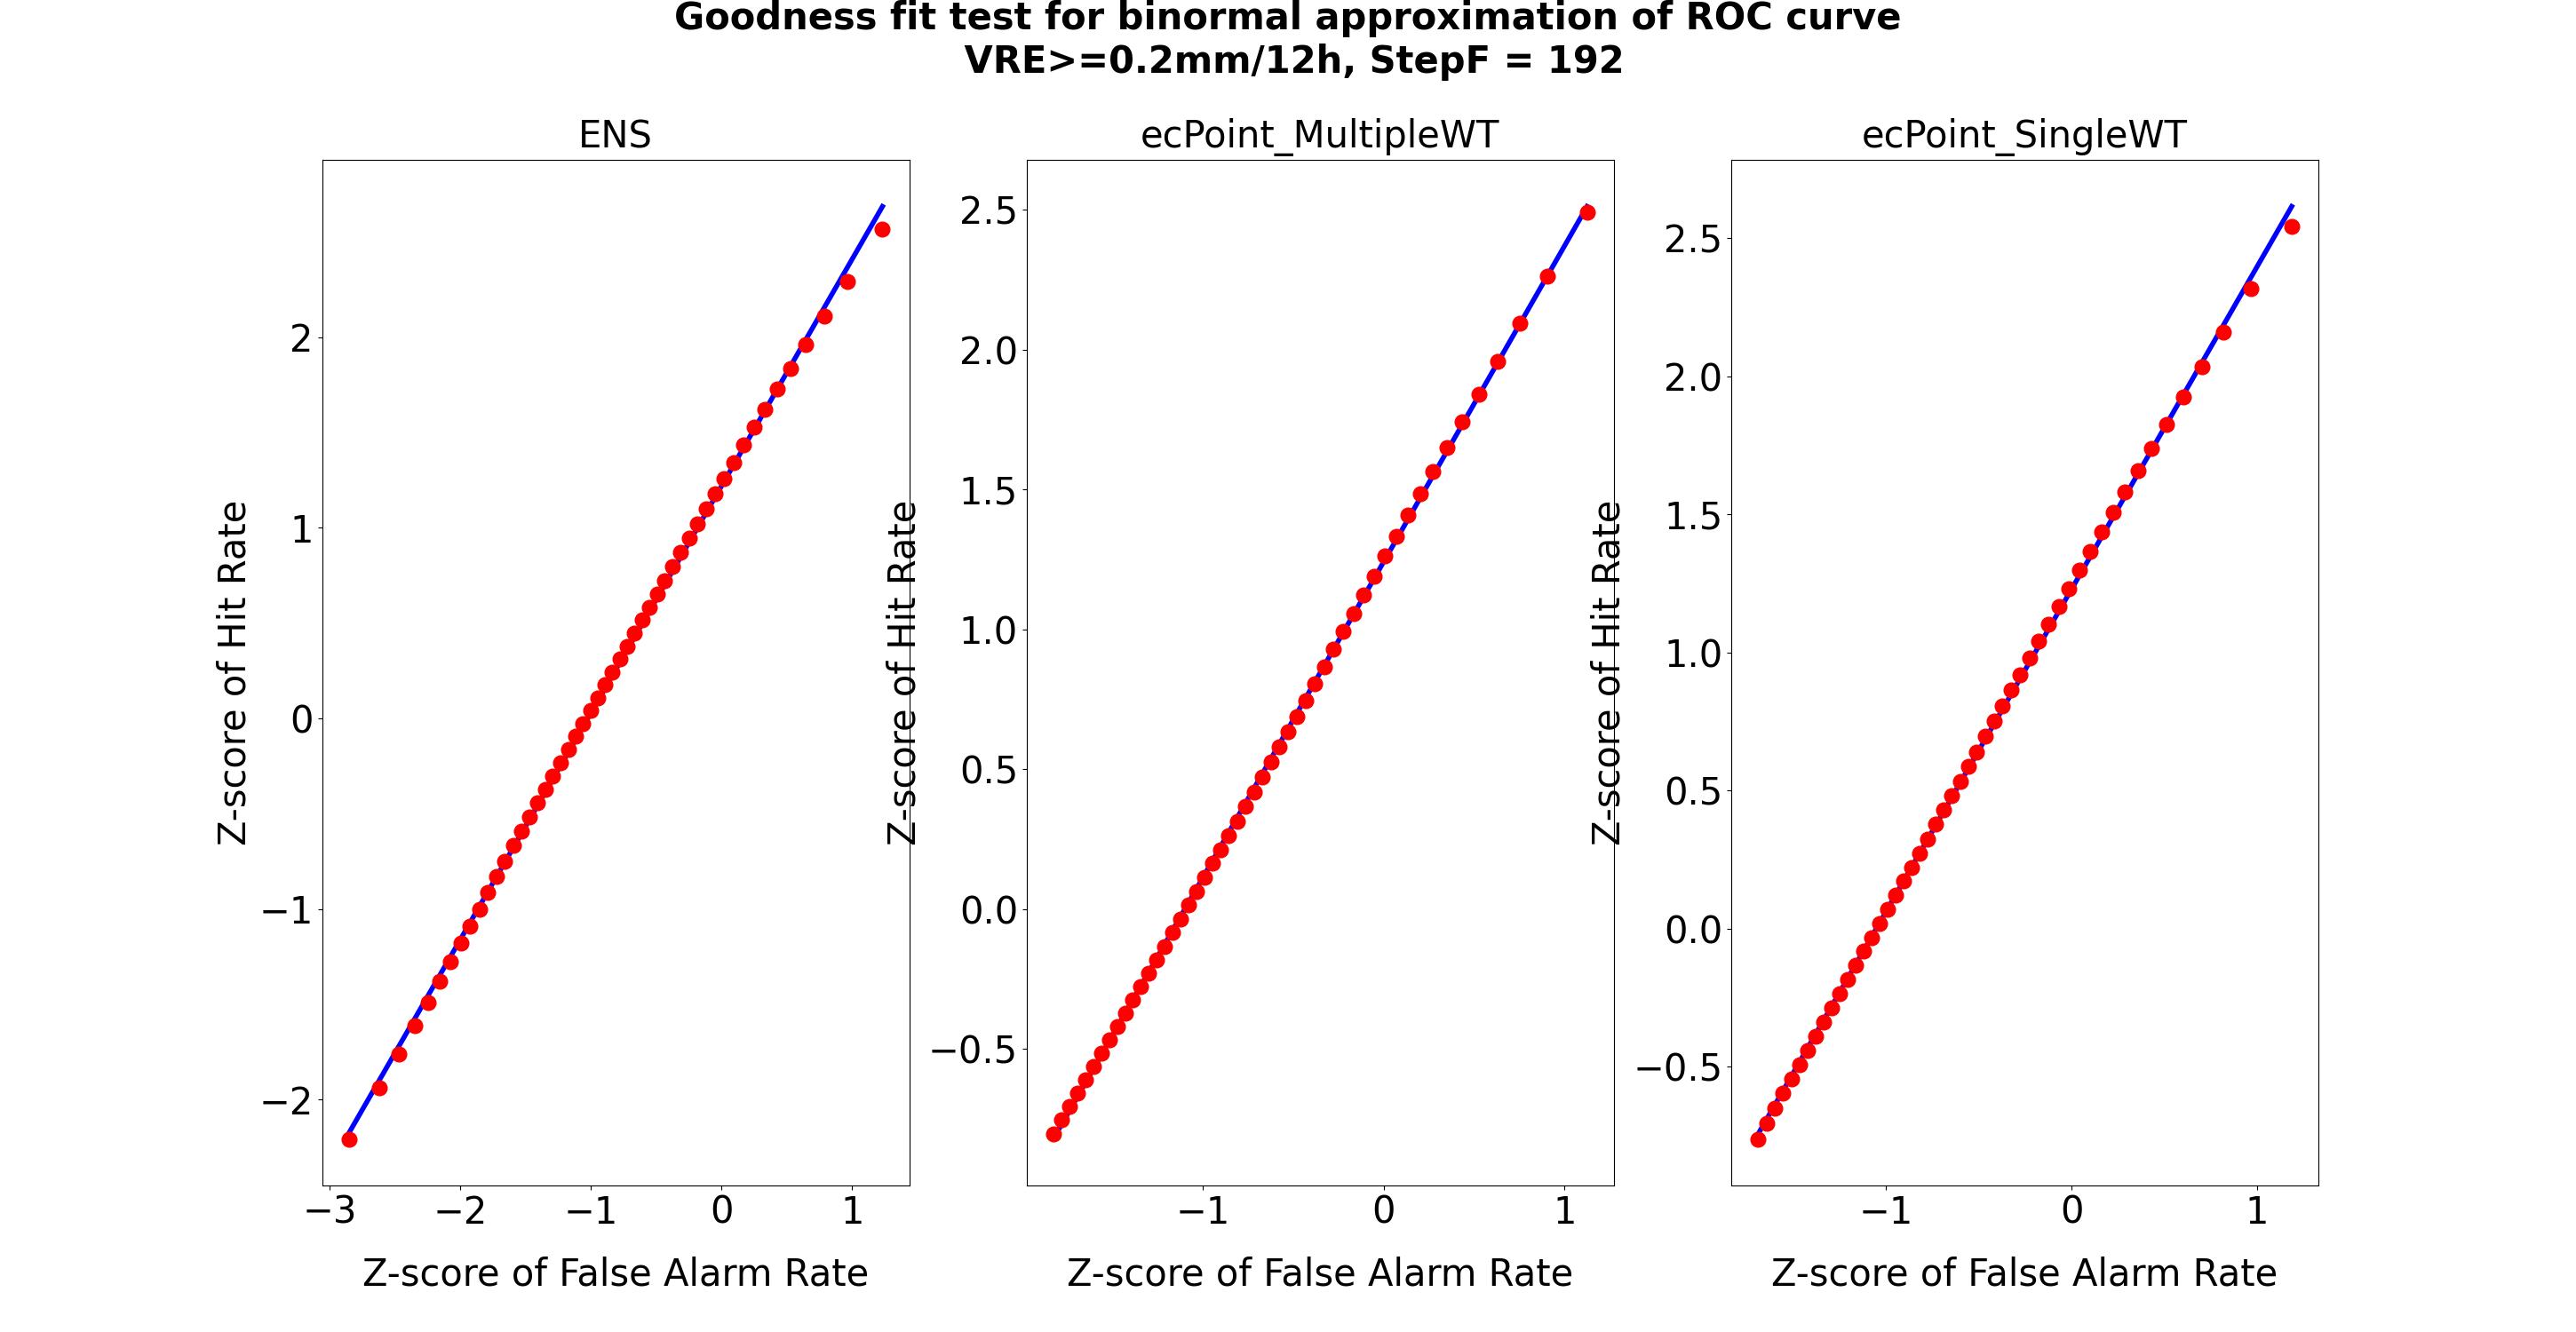 Goodness fit test for binormal approximation of ROC curve
VRE>=0.2mm/12h, StepF = 192
ENS
Z-score of Hit Rate
2
1
0
−1
−2
−3 −2 −1 0 1
Z-score of False Alarm Rate
ecPoint_MultipleWT
Z-score of Hit Rate
2.5
2.0
1.5
1.0
0.5
0.0
−0.5
−1 0 1
Z-score of False Alarm Rate
ecPoint_SingleWT
Z-score of Hit Rate
2.5
2.0
1.5
1.0
0.5
0.0
−0.5
−1 0 1
Z-score of False Alarm Rate